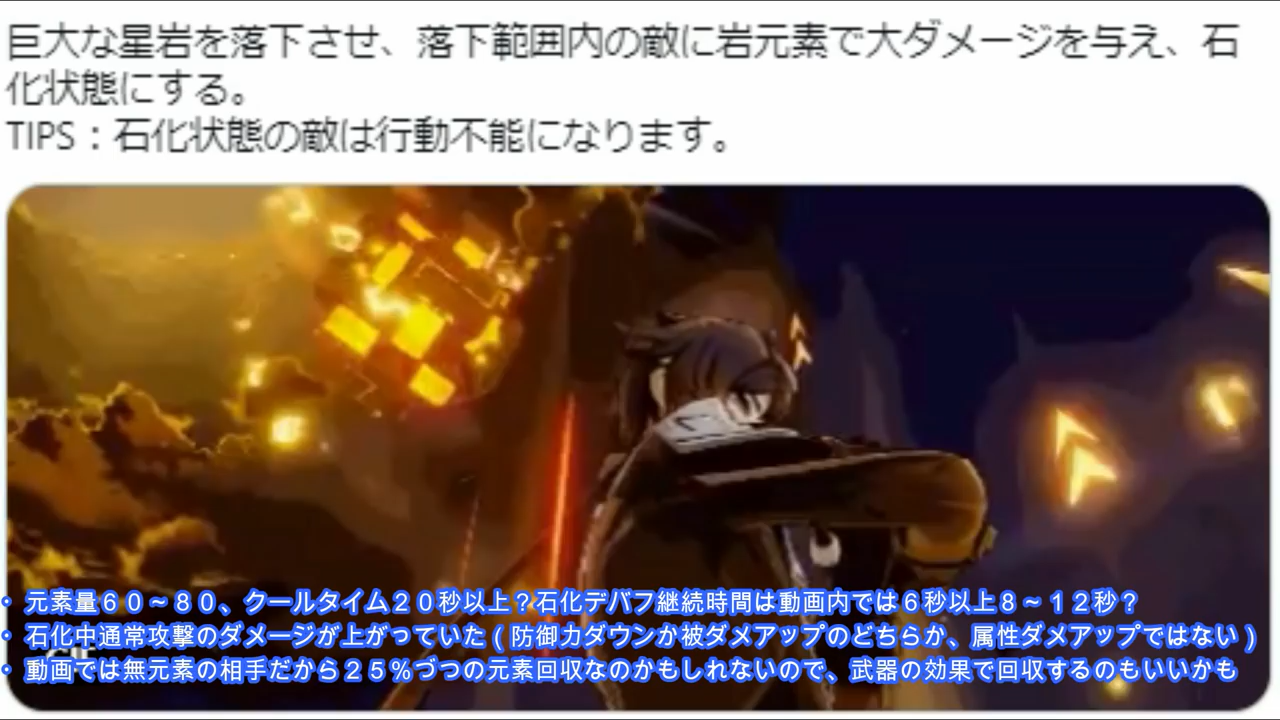 巨大な星岩を落下させ、落下範囲内の敵に岩元素で大ダメージを与え、石
化状態にする。
TIPS：石化状態の敵は行動不能になります。
・ 元素量６０～８０、クールタイム２０秒以上？石化デバフ継続時間は動画内では６秒以上８～１２秒？
・ 石化中通常攻撃のダメージが上がっていた（防御力ダウンか被ダメアップのどちらか、属性ダメアップではない）
・ 動画では無元素の相手だから２５％づつの元素回収なのかもしれないので、武器の効果で回収するのもいいかも